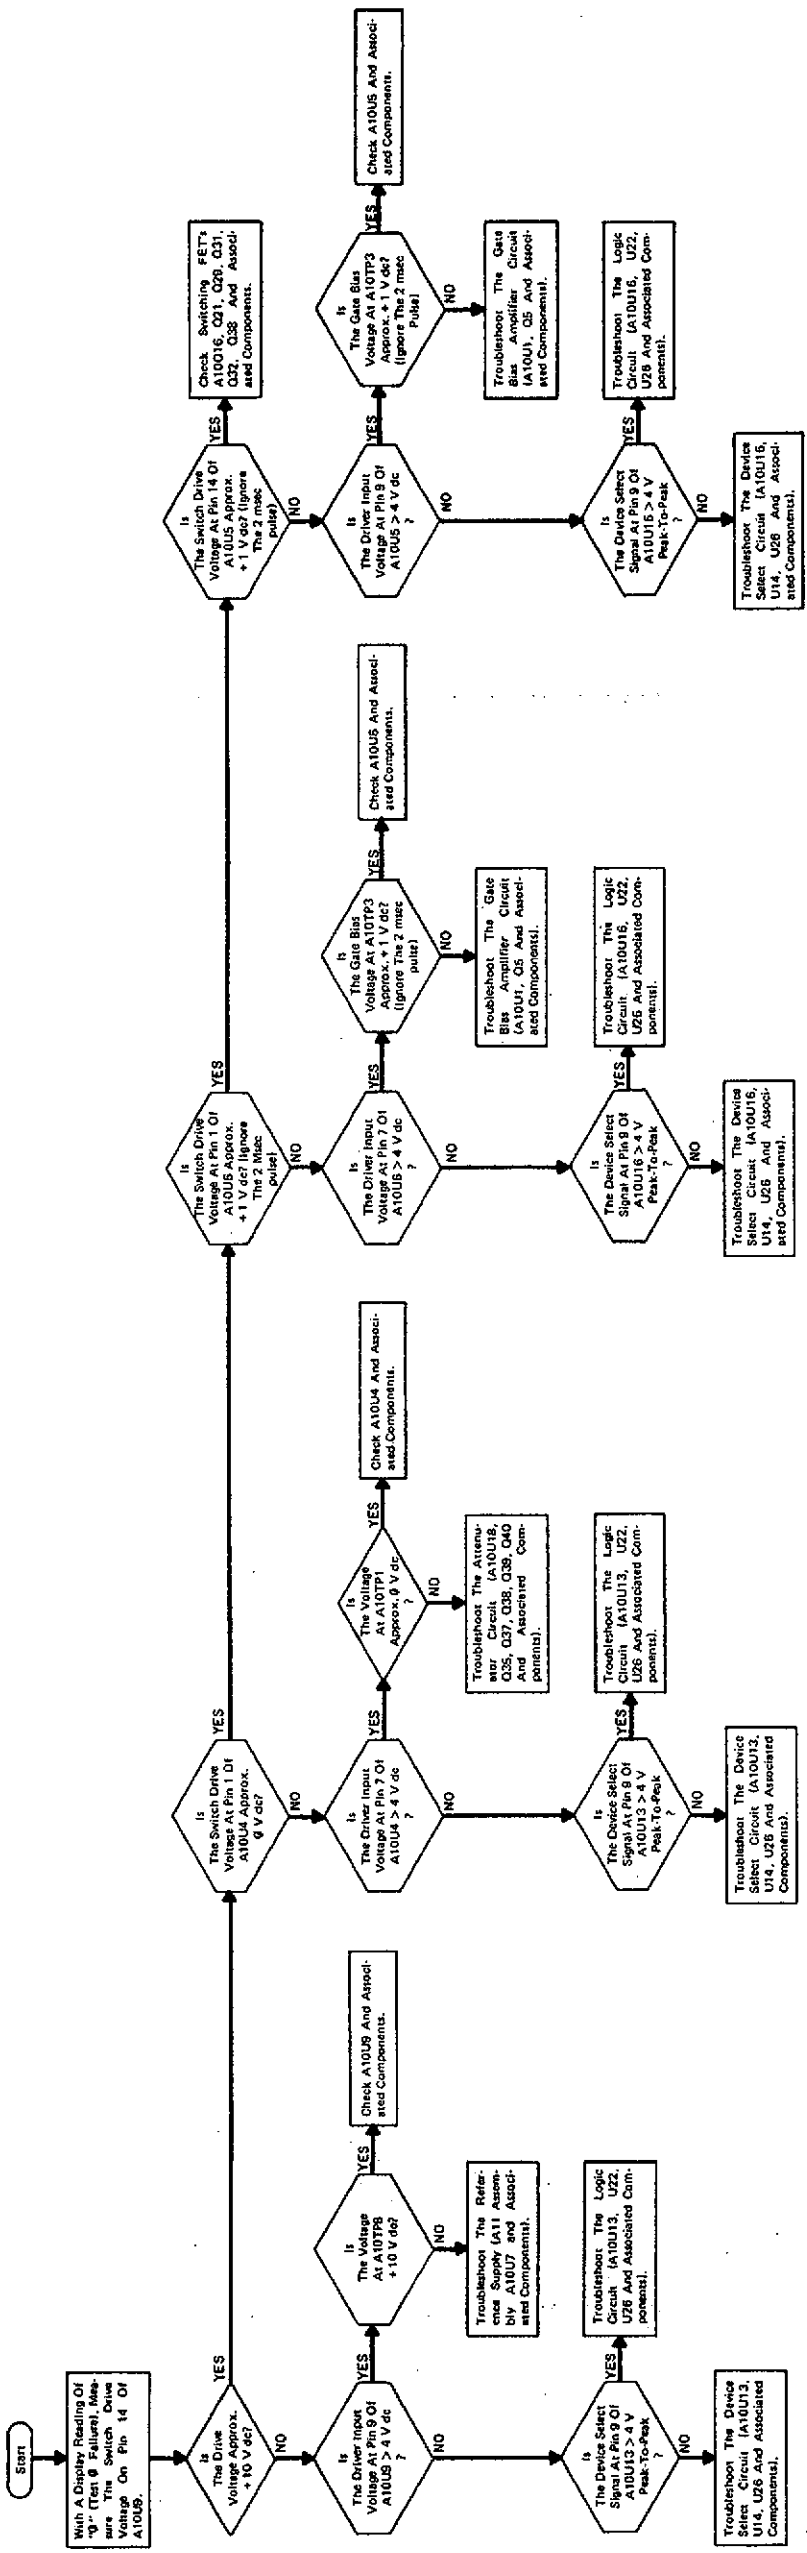 Start
With A Display Reading Of
"0" (Test 0 Failure), Mea-
sure The Switch Drive
Voltage On Pin 14 Of
A10U9.
Is
The Drive
Voltage Approx.
+10 V dc?
YES
NO
Is
The Driver Input
Voltage At Pin 9 Of
A10U9 > 4 V dc
?
YES
NO
Is
The Voltage
At A10TP8
+10 V dc?
YES
NO
Check A10U9 And Associ-
ated Components.
Troubleshoot The Refer-
ence Supply (A11 Assem-
bly A10U7 and Associ-
ated Components).
Is
The Device Select
Signal At Pin 9 Of
A10U13 > 4 V
Peak-To-Peak
?
YES
NO
Troubleshoot The Logic
Circuit (A10U13, U22,
U26 And Associated Com-
ponents).
Troubleshoot The Device
Select Circuit (A10U13,
U14, U26 And Associated
Components).
Is
The Switch Drive
Voltage At Pin 1 Of
A10U4 Approx.
0 V dc?
YES
NO
Is
The Driver Input
Voltage At Pin 7 Of
A10U4 > 4 V dc
?
YES
NO
Is
The Voltage
At A10TP1
Approx. 0 V dc
?
YES
NO
Check A10U4 And Associ-
ated Components.
Troubleshoot The Attenu-
ator Circuit (A10U18,
Q35, Q37, Q38, Q39, Q40
And Associated Com-
ponents).
Is
The Device Select
Signal At Pin 9 Of
A10U13 > 4 V
Peak-To-Peak
?
YES
NO
Troubleshoot The Logic
Circuit (A10U13, U22,
U26 And Associated Com-
ponents).
Troubleshoot The Device
Select Circuit (A10U13,
U14, U26 And Associated
Components).
Is
The Switch Drive
Voltage At Pin 1 Of
A10U6 Approx.
+1 V dc? (Ignore
The 2 Msec
pulse)
YES
NO
Is
The Driver Input
Voltage At Pin 7 Of
A10U6 > 4 V dc
?
YES
NO
Is
The Gate Bias
Voltage At A10TP3
Approx. +1 V dc?
(Ignore The 2 msec
pulse)
YES
NO
Check A10U6 And Associ-
ated Components.
Troubleshoot The Gate
Bias Amplifier Circuit
(A10U1, Q5 And Associ-
ated Components).
Is
The Device Select
Signal At Pin 9 Of
A10U16 > 4 V
Peak-To-Peak
?
YES
NO
Troubleshoot The Logic
Circuit (A10U16, U22,
U26 And Associated Com-
ponents).
Troubleshoot The Device
Select Circuit (A10U16,
U14, U26 And Associ-
ated Components).
Is
The Switch Drive
Voltage At Pin 14 Of
A10U5 Approx.
+1 V dc? (Ignore
The 2 msec
pulse)
YES
NO
Check Switching FET's
A10Q16, Q21, Q29, Q31,
Q32, Q33 And Associ-
ated Components.
Is
The Driver Input
Voltage At Pin 9 Of
A10U5 > 4 V dc
?
YES
NO
Is
The Gate Bias
Voltage At A10TP3
Approx. +1 V dc?
(Ignore The 2 msec
Pulse)
YES
NO
Check A10U5 And Associ-
ated Components.
Troubleshoot The Gate
Bias Amplifier Circuit
(A10U1, Q5 And Associ-
ated Components).
Is
The Device Select
Signal At Pin 9 Of
A10U15 > 4 V
Peak-To-Peak
?
YES
NO
Troubleshoot The Logic
Circuit (A10U16, U22,
U26 And Associated Com-
ponents).
Troubleshoot The Device
Select Circuit (A10U16,
U14, U26 And Associ-
ated Components).